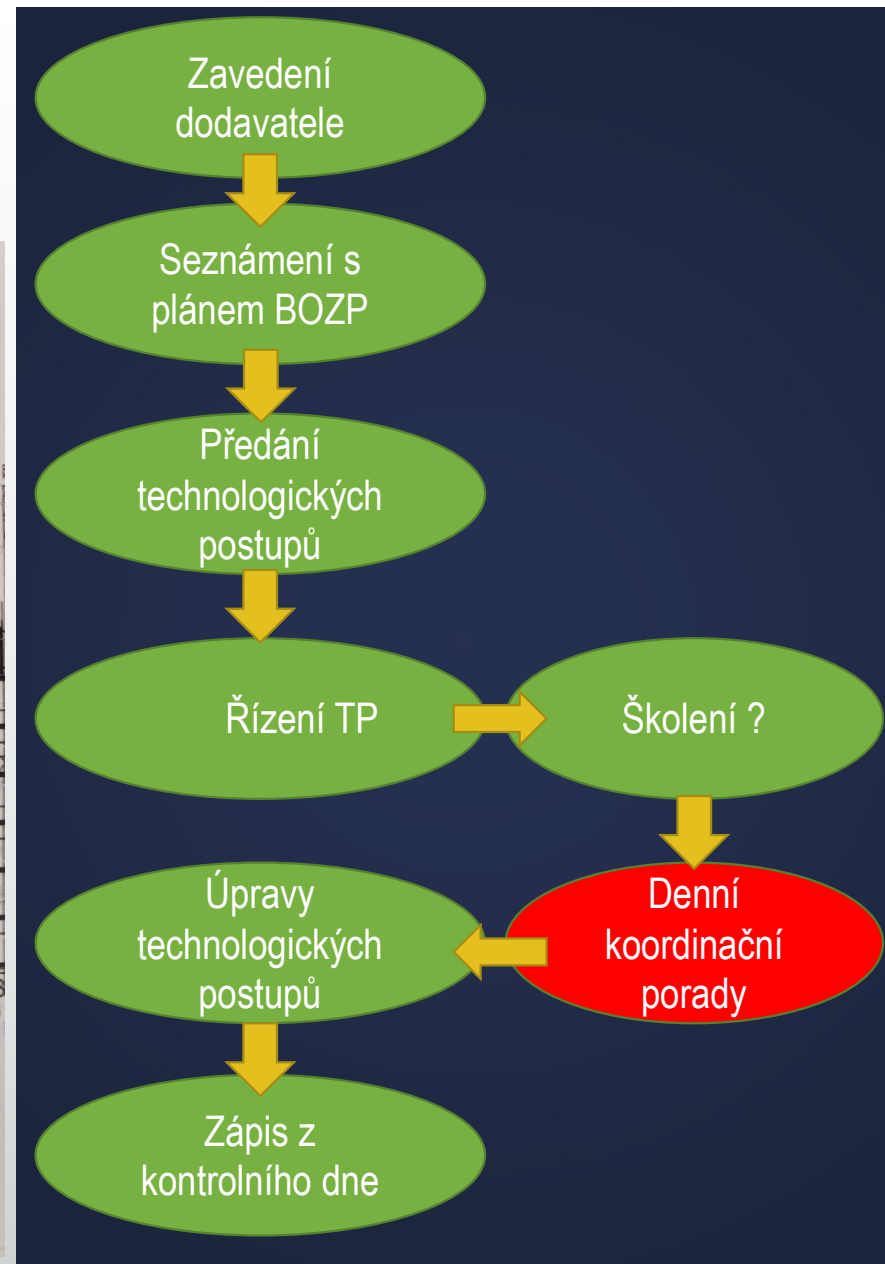 Zavedení
dodavatele
Seznámení s
plánem BOZP
Předání
technologických
postupů
Řízení TP
Školení ?
Denní
koordinační
porady
Úpravy
technologických
postupů
Zápis z
kontrolního dne